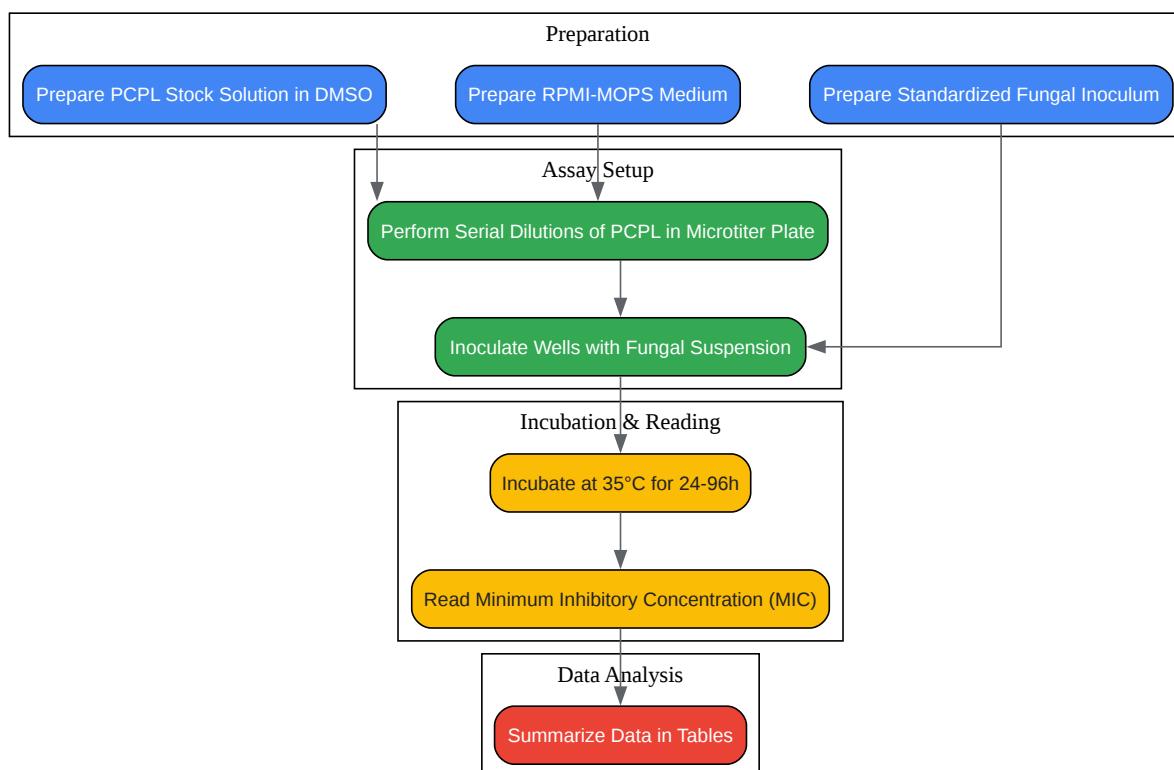 Preparation
Prepare PCPL Stock Solution in DMSO
Prepare RPMI-MOPS Medium
Prepare Standardized Fungal Inoculum
Assay Setup
Perform Serial Dilutions of PCPL in Microtiter Plate
Inoculate Wells with Fungal Suspension
Incubation & Reading
Incubate at 35°C for 24-96h
Read Minimum Inhibitory Concentration (MIC)
Data Analysis
Summarize Data in Tables